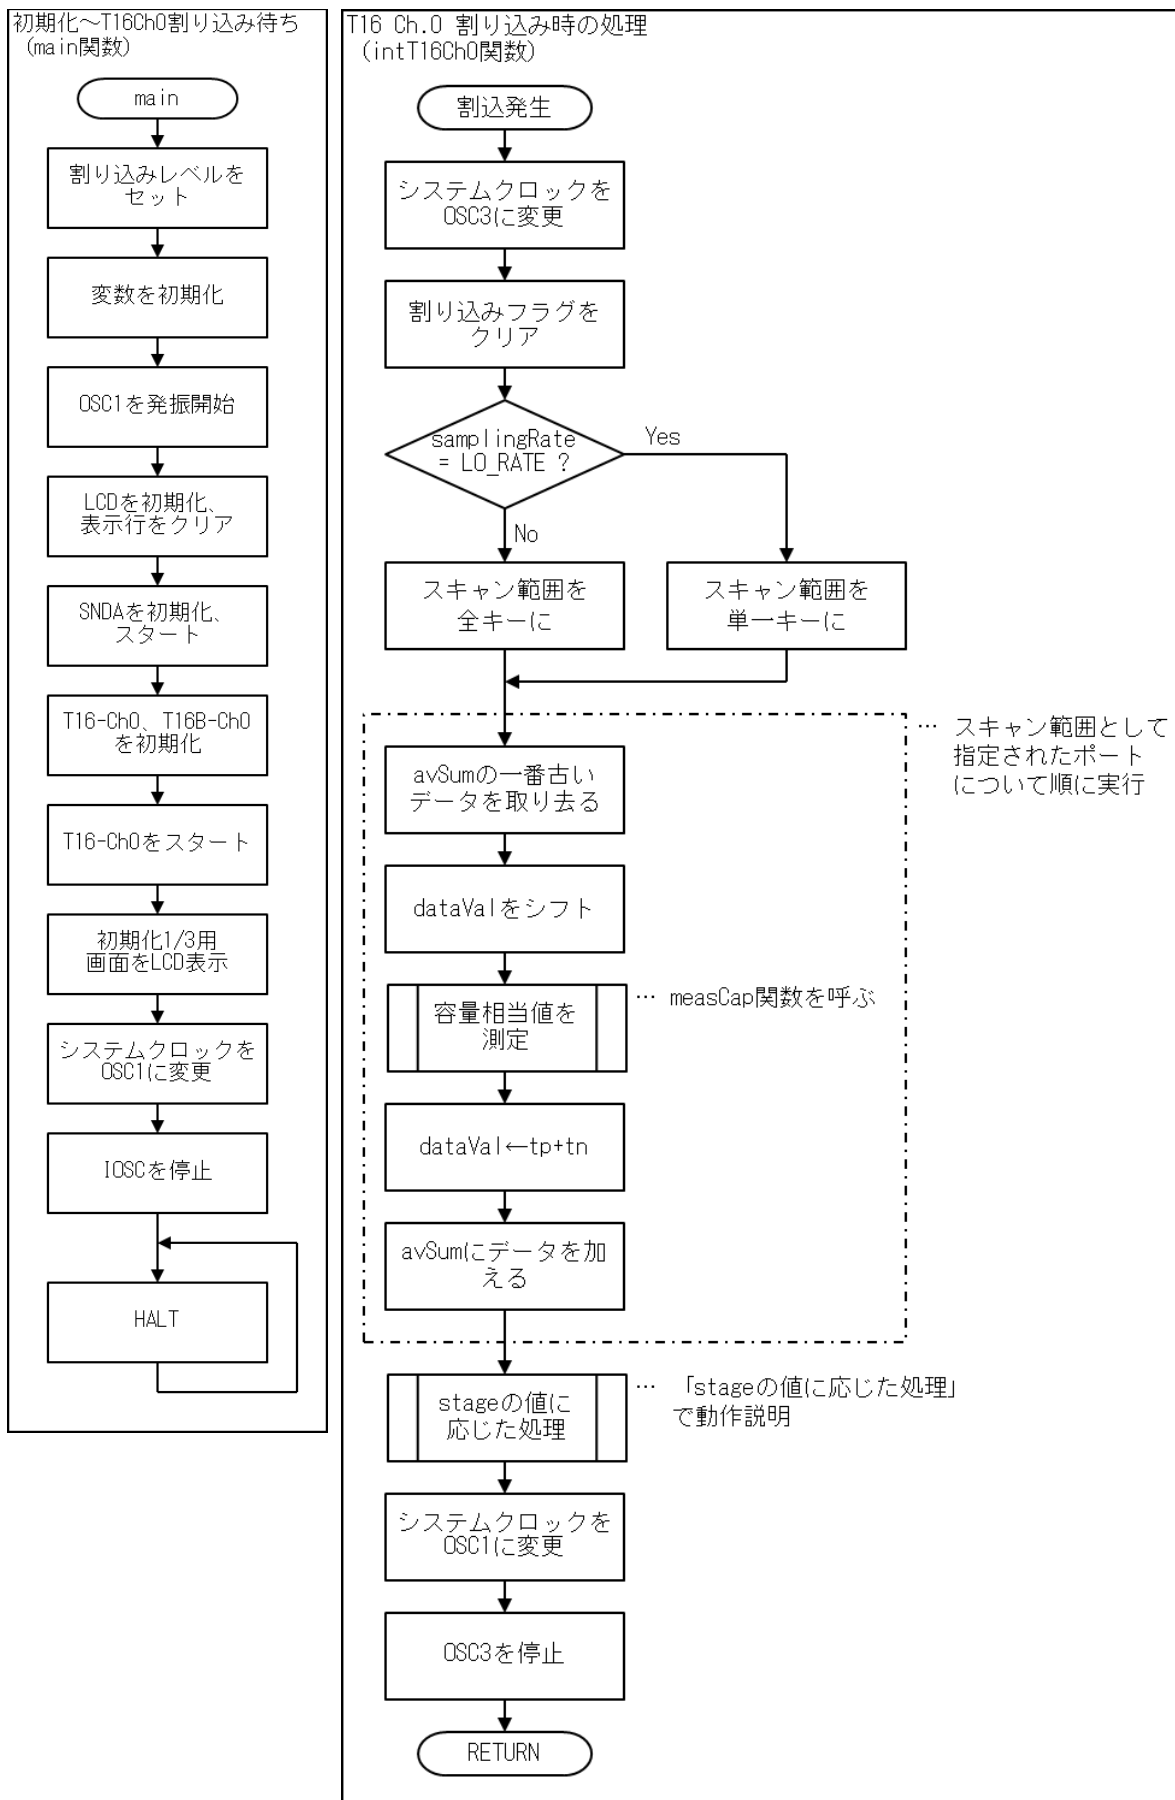 初期化～T16Ch0割り込み待ち
(main関数)
main
割り込みレベルを
セット
変数を初期化
OSC1を発振開始
LCDを初期化、
表示行をクリア
SNDAを初期化、
スタート
T16-Ch0、T16B-Ch0
を初期化
T16-Ch0をスタート
初期化1/3用
画面をLCD表示
システムクロックを
OSC1に変更
IOSCを停止
HALT
T16 Ch.0 割り込み時の処理
(intT16Ch0関数)
割込発生
システムクロックを
OSC3に変更
割り込みフラグを
クリア
samplingRate
= LO_RATE ?
Yes
No
スキャン範囲を
全キーに
スキャン範囲を
単一キーに
… スキャン範囲として
指定されたポート
について順に実行
avSumの一番古い
データを取り去る
dataValをシフト
容量相当値を
測定
… measCap関数を呼ぶ
dataVal←tp+tn
avSumにデータを加
える
stageの値に
応じた処理
… 「stageの値に応じた処理」
で動作説明
システムクロックを
OSC1に変更
OSC3を停止
RETURN